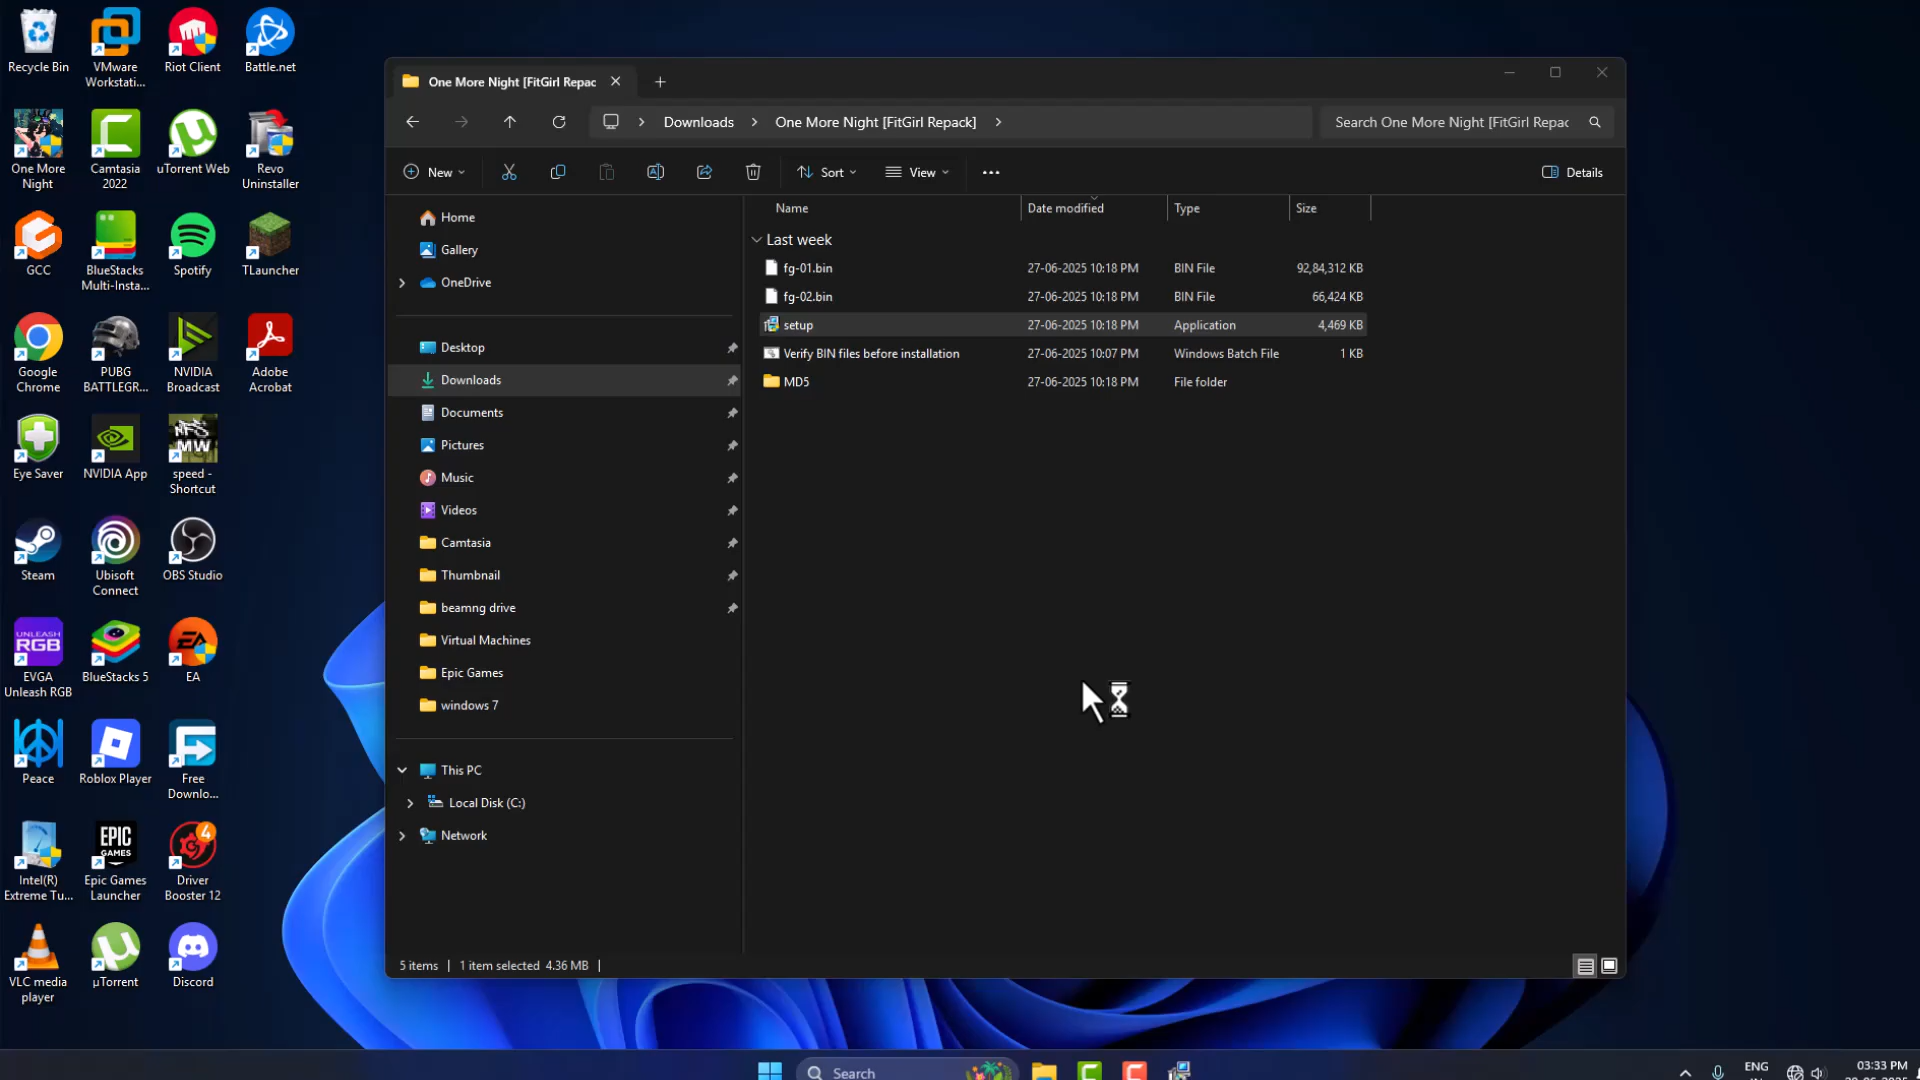 Recycle Bin
VMware
Workstati...
Riot Client
Battle.net
One More
Night
Camtasia
2022
uTorrent Web
Revo
Uninstaller
GCC
BlueStacks
Multi-Insta...
Spotify
TLauncher
Google
Chrome
PUBG
BATTLEGR...
NVIDIA
Broadcast
Adobe
Acrobat
Eye Saver
NVIDIA App
NFS
MW
speed -
Shortcut
Steam
Ubisoft
Connect
OBS Studio
UNLEASH
RGB
EVGA
Unleash RGB
BlueStacks 5
EA
EA
Peace
Roblox Player
Free
Downlo...
Intel(R)
Extreme Tu...
EPIC
GAMES
Epic Games
Launcher
4
Driver
Booster 12
VLC media
player
µTorrent
Discord
One More Night [FitGirl Repac
Downloads
One More Night [FitGirl Repack]
Search One More Night [FitGirl Repac
New
Sort
View
Details
Home
Gallery
OneDrive
Desktop
Downloads
Documents
Pictures
Music
Videos
Camtasia
Thumbnail
beamng drive
Virtual Machines
Epic Games
windows 7
This PC
Local Disk (C:)
Network
Name Date modified Type Size
Last week
fg-01.bin 27-06-2025 10:18 PM BIN File 92,84,312 KB
fg-02.bin 27-06-2025 10:18 PM BIN File 66,424 KB
setup 27-06-2025 10:18 PM Application 4,469 KB
Verify BIN files before installation 27-06-2025 10:07 PM Windows Batch File 1 KB
MD5 27-06-2025 10:18 PM File folder
5 items 1 item selected 4.36 MB
Search
ENG
03:33 PM